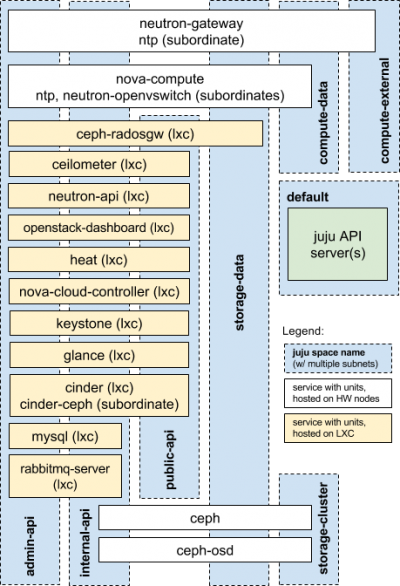 neutron-gateway
ntp (subordinate)
nova-compute
ntp, neutron-openvswitch (subordinates)
compute-data
compute-external
ceph-radosgw (lxc)
ceilometer (lxc)
neutron-api (lxc)
openstack-dashboard (lxc)
heat (lxc)
nova-cloud-controller (lxc)
keystone (lxc)
glance (lxc)
cinder (lxc)
cinder-ceph (subordinate)
mysql (lxc)
rabbitmq-server
(lxc)
public-api
storage-data
default
juju API
server(s)
Legend:
juju space name
(w/ multiple subnets)
service with units,
hosted on HW nodes
service with units,
hosted on LXC
admin-api
internal-api
ceph
ceph-osd
storage-cluster